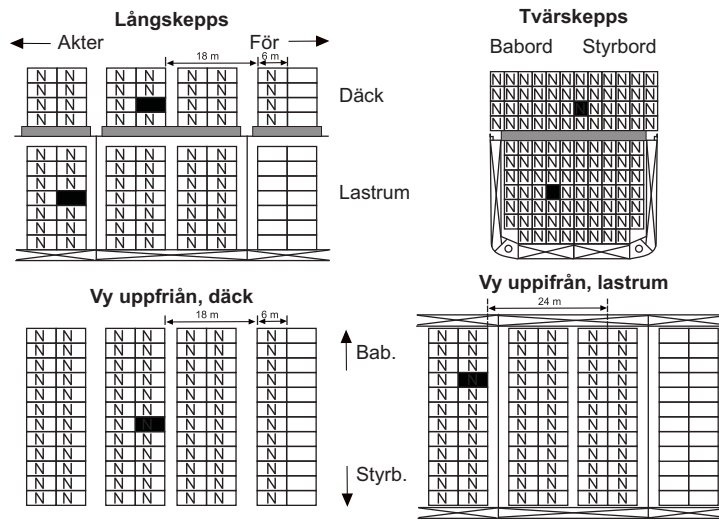 Långskepps
Akter
För
18 m
6 m
Däck
Lastrum
Tvärskepps
Babord
Styrbord
Vy uppfriån, däck
18 m
6 m
Bab.
Styrb.
Vy uppifrån, lastrum
24 m